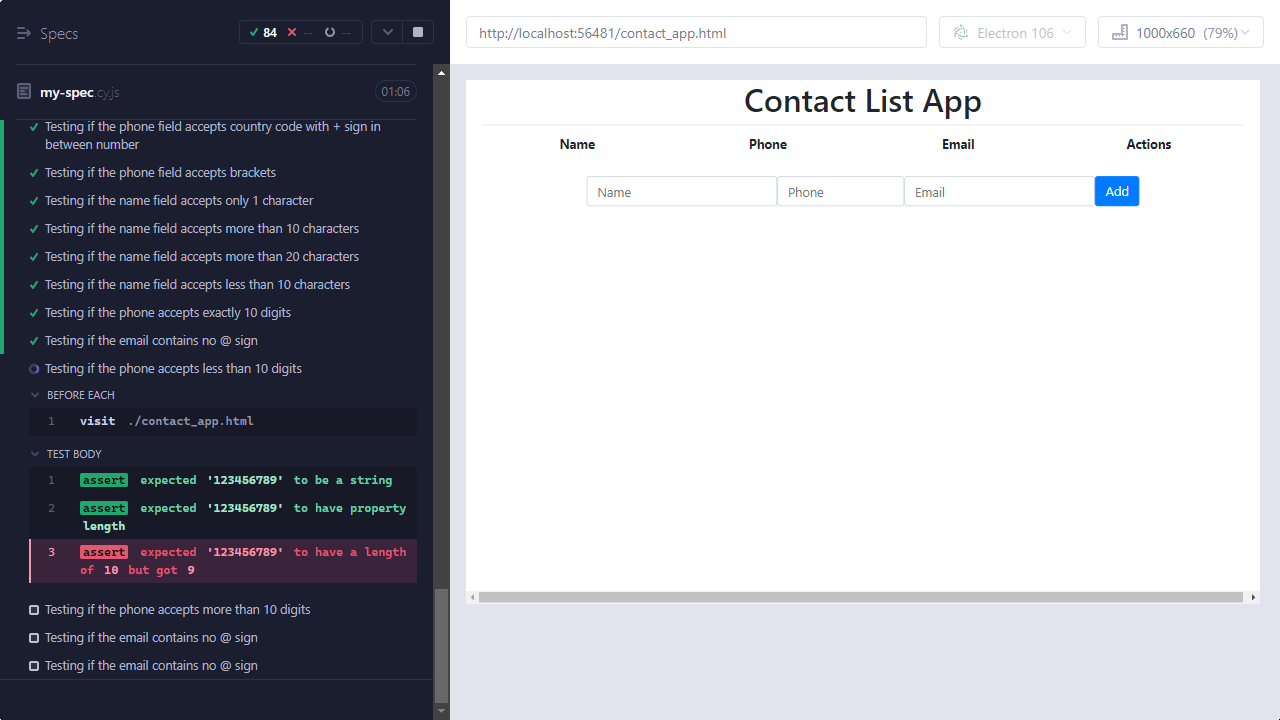 Specs
84 -- --
my-spec.cy.js 01:06
Testing if the phone field accepts country code with + sign in
between number
Testing if the phone field accepts brackets
Testing if the name field accepts only 1 character
Testing if the name field accepts more than 10 characters
Testing if the name field accepts more than 20 characters
Testing if the name field accepts less than 10 characters
Testing if the phone accepts exactly 10 digits
Testing if the email contains no @ sign
Testing if the phone accepts less than 10 digits
BEFORE EACH
1 visit ./contact_app.html
TEST BODY
1 assert expected '123456789' to be a string
2 assert expected '123456789' to have property
length
3 assert expected '123456789' to have a length
of 10 but got 9
Testing if the phone accepts more than 10 digits
Testing if the email contains no @ sign
Testing if the email contains no @ sign
http://localhost:56481/contact_app.html
Electron 106
1000x660 (79%)
Contact List App
Name Phone Email Actions
Name Phone Email Add